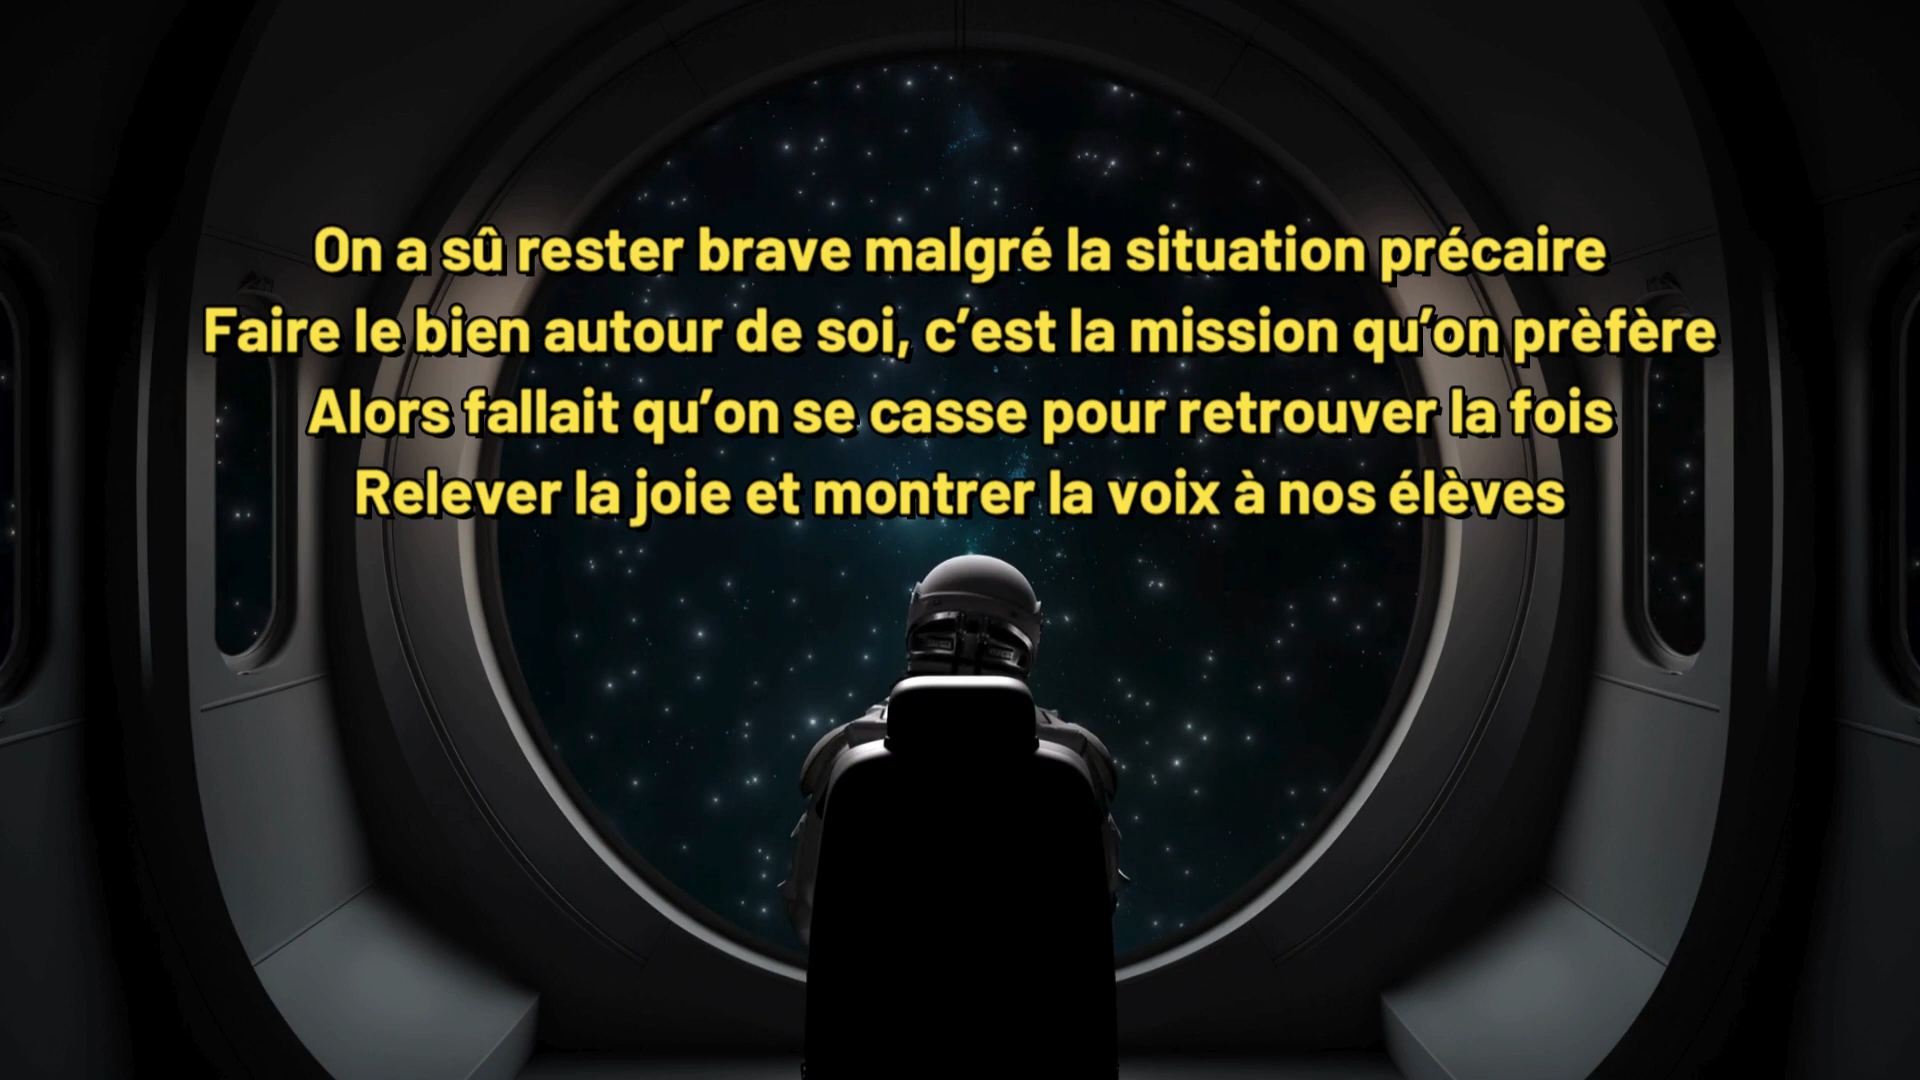 On a sû rester brave malgré la situation précaire
Faire le bien autour de soi, c’est la mission qu’on prèfère
Alors fallait qu’on se casse pour retrouver la fois
Relever la joie et montrer la voix à nos élèves